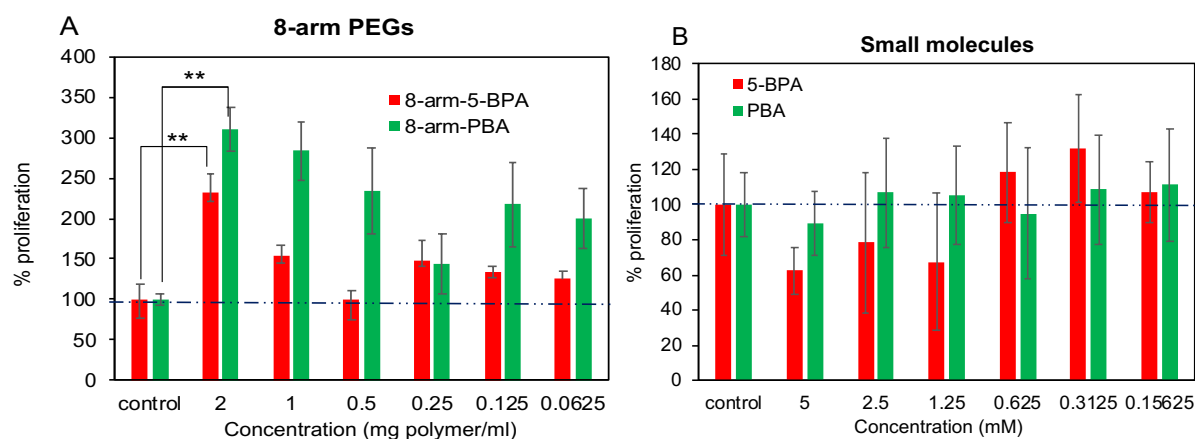 A
8-arm PEGs
400
350
300
250
200
150
100
50
0
% proliferation
**
**
8-arm-5-BPA
8-arm-PBA
control 2 1 0.5 0.25 0.125 0.0625
Concentration (mg polymer/ml)
B
Small molecules
180
160
140
120
100
80
60
40
20
0
% proliferation
5-BPA
PBA
control 5 2.5 1.25 0.625 0.3125 0.15625
Concentration (mM)